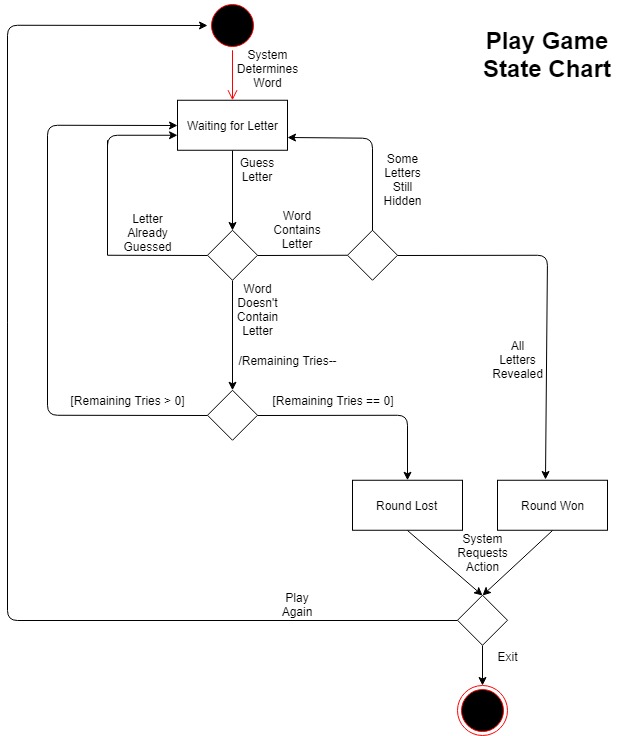 Play Game
State Chart
System
Determines
Word
Waiting for Letter
Guess
Letter
Some
Letters
Still
Hidden
Letter
Already
Guessed
Word
Contains
Letter
Word
Doesn't
Contain
Letter
/Remaining Tries--
All
Letters
Revealed
[Remaining Tries > 0]
[Remaining Tries == 0]
Round Lost
Round Won
System
Requests
Action
Play
Again
Exit